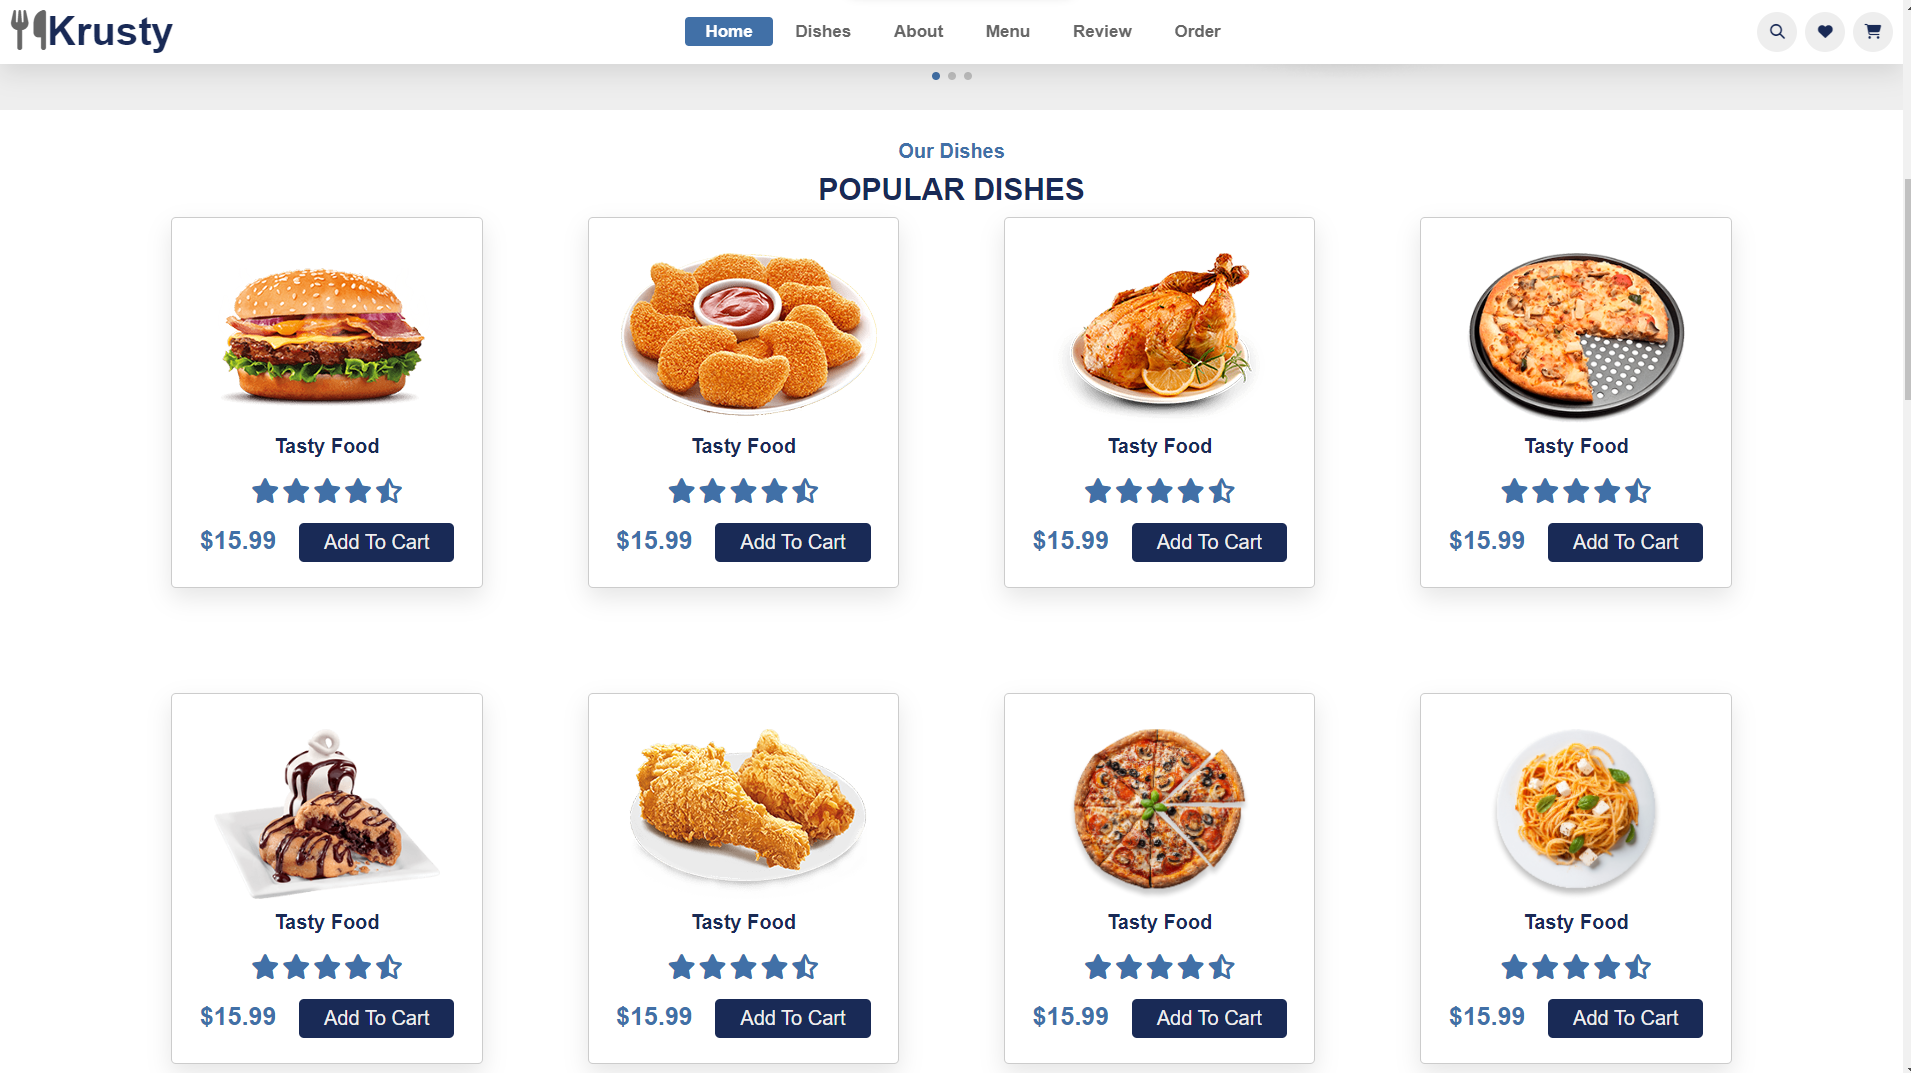 Krusty
Home Dishes About Menu Review Order
Our Dishes
POPULAR DISHES
Tasty Food Tasty Food Tasty Food Tasty Food
$15.99 Add To Cart $15.99 Add To Cart $15.99 Add To Cart $15.99 Add To Cart
Tasty Food Tasty Food Tasty Food Tasty Food
$15.99 Add To Cart $15.99 Add To Cart $15.99 Add To Cart $15.99 Add To Cart